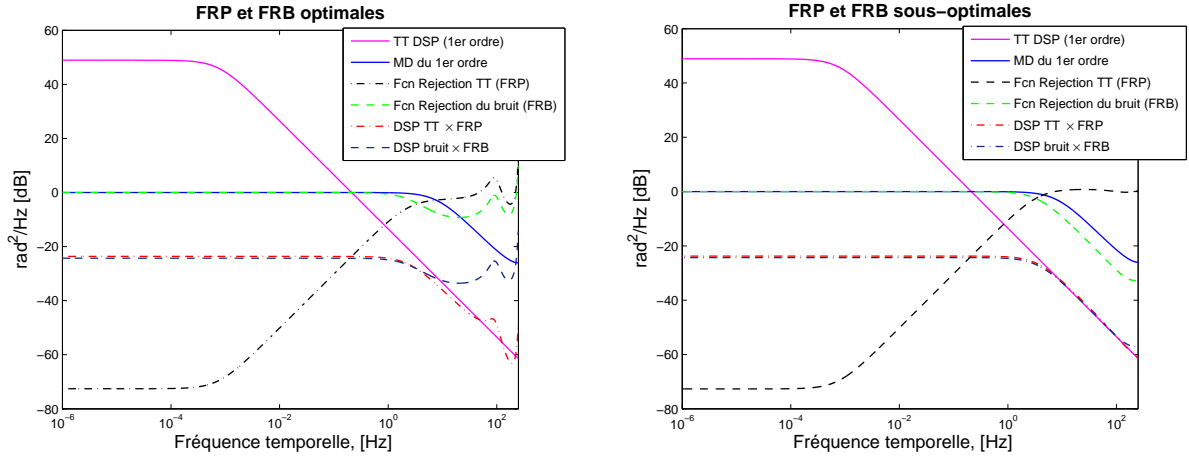 FRP et FRB optimales
60
40
20
0
−20
−40
−60
−80
rad²/Hz [dB]
10⁻⁶
10⁻⁴
10⁻²
10⁰
10²
Fréquence temporelle, [Hz]
TT DSP (1er ordre)
MD du 1er ordre
Fcn Rejection TT (FRP)
Fcn Rejection du bruit (FRB)
DSP TT × FRP
DSP bruit × FRB
FRP et FRB sous−optimales
60
40
20
0
−20
−40
−60
−80
rad²/Hz [dB]
10⁻⁶
10⁻⁴
10⁻²
10⁰
10²
Fréquence temporelle, [Hz]
TT DSP (1er ordre)
MD du 1er ordre
Fcn Rejection TT (FRP)
Fcn Rejection du bruit (FRB)
DSP TT × FRP
DSP bruit × FRB